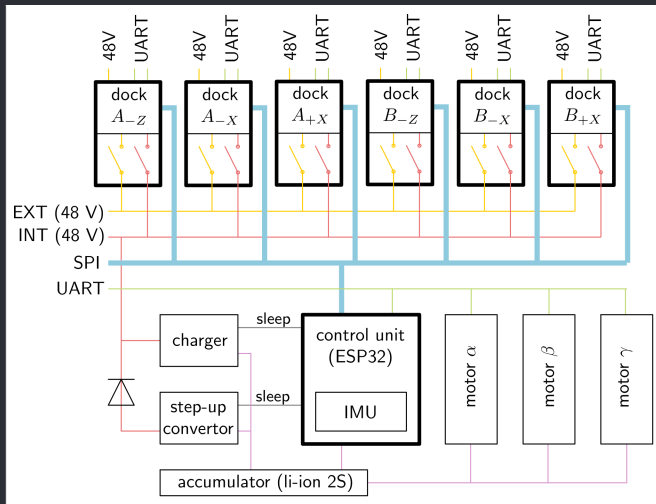 48V UART 48V UART 48V UART 48V UART 48V UART 48V UART
dock dock dock dock dock dock
A−Z A−X A+X B−Z B−X B+X
EXT (48 V)
INT (48 V)
SPI
UART
charger
sleep
control unit
(ESP32)
motor α
motor β
motor γ
step-up
convertor
sleep
IMU
accumulator (li-ion 2S)